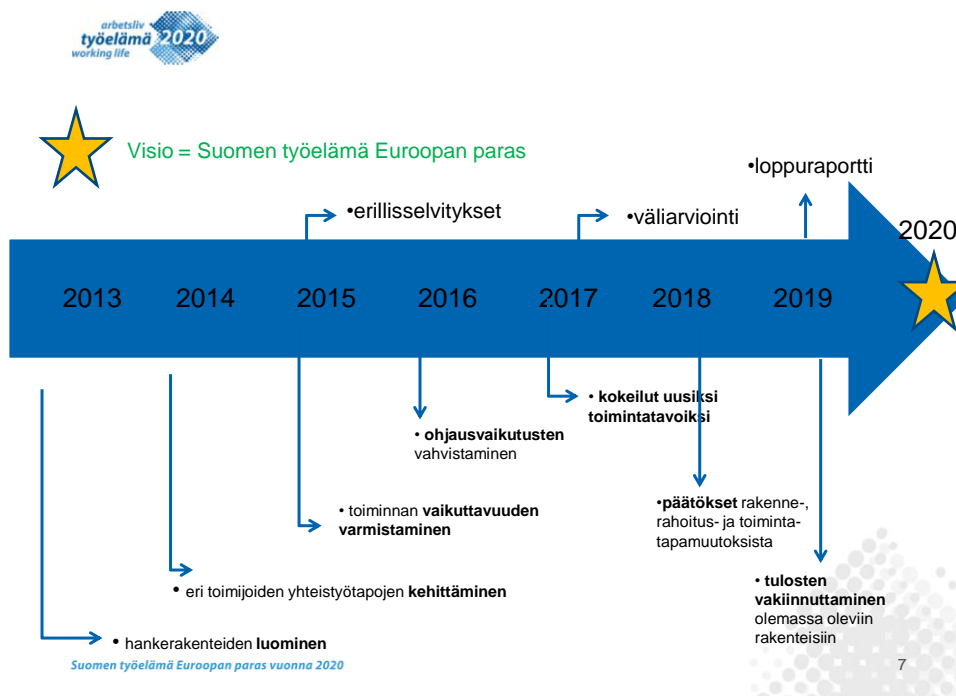 arbetsliv
työelämä 2020
working life
Visio = Suomen työelämä Euroopan paras
•loppuraportti
•erillisselvitykset
•väliarviointi
2020
2013 2014 2015 2016 2017 2018 2019
• kokeilut uusiksi
toimintatavoiksi
• ohjausvaikutusten
vahvistaminen
• toiminnan vaikuttavuuden
varmistaminen
•päätökset rakenne-,
rahoitus- ja toiminta-
tapamuutoksista
• eri toimijoiden yhteistyötapojen kehittäminen
• tulosten
vakiinnuttaminen
olemassa oleviin
rakenteisiin
• hankerakenteiden luominen
Suomen työelämä Euroopan paras vuonna 2020
7